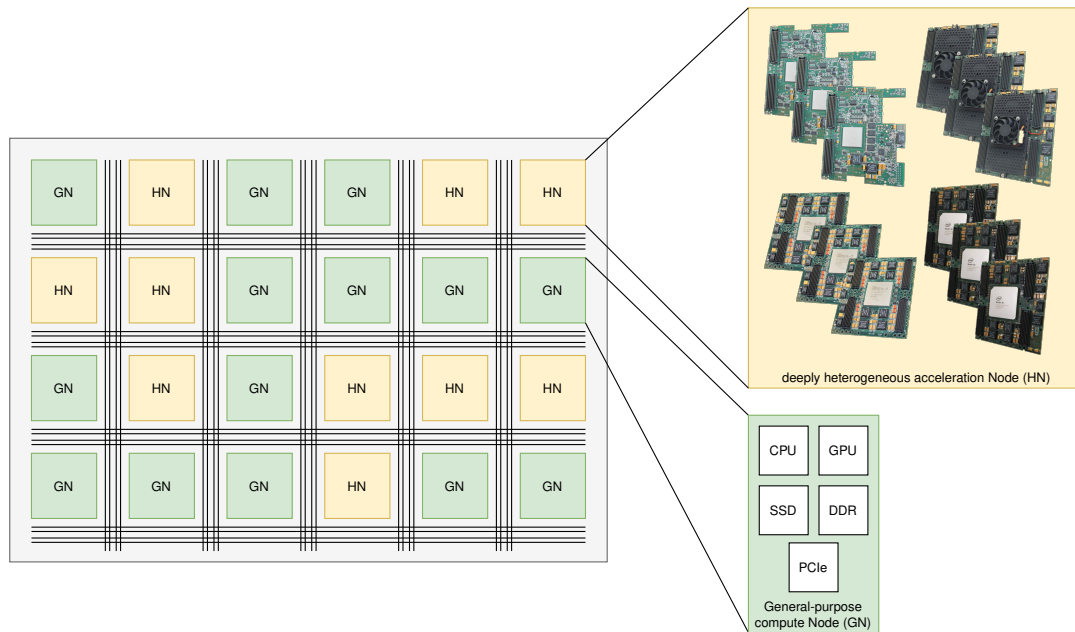 GN HN GN GN HN HN
HN HN GN GN GN GN
GN HN GN HN HN HN
GN GN GN HN GN GN
deeply heterogeneous acceleration Node (HN)
CPU GPU
SSD DDR
PCIe
General-purpose
compute Node (GN)